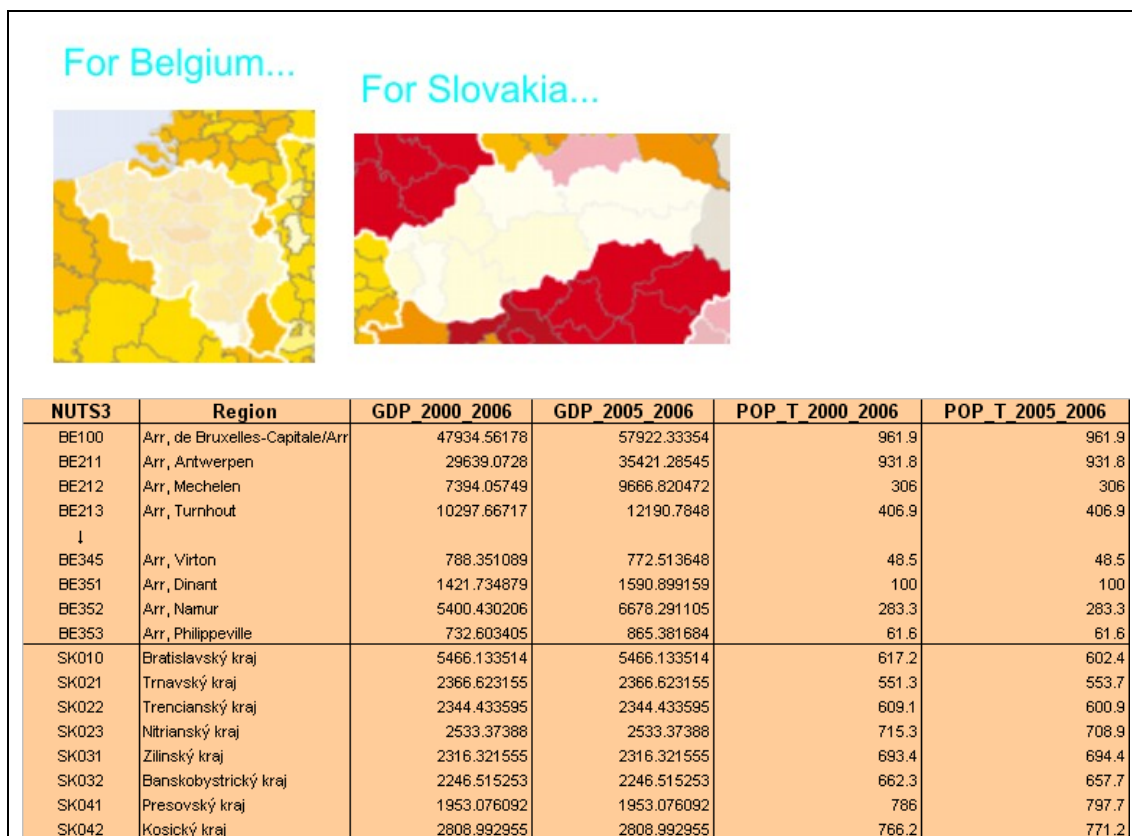 For Belgium...
For Slovakia...
NUTS3 Region GDP_2000_2006 GDP_2005_2006 POP_T_2000_2006 POP_T_2005_2006
BE100 Arr, de Bruxelles-Capitale/Arr 47934.56178 57922.33354 961.9 961.9
BE211 Arr, Antwerpen 29639.0728 35421.28545 931.8 931.8
BE212 Arr, Mechelen 7394.05749 9666.820472 306 306
BE213 Arr, Turnhout 10297.66717 12190.7848 406.9 406.9
↓
BE345 Arr, Virton 788.351089 772.513648 48.5 48.5
BE351 Arr, Dinant 1421.734879 1590.899159 100 100
BE352 Arr, Namur 5400.430206 6678.291105 283.3 283.3
BE353 Arr, Philippeville 732.603405 865.381684 61.6 61.6
SK010 Bratislavský kraj 5466.133514 5466.133514 617.2 602.4
SK021 Trnavský kraj 2366.623155 2366.623155 551.3 553.7
SK022 Trencianský kraj 2344.433595 2344.433595 609.1 600.9
SK023 Nitrianský kraj 2533.37388 2533.37388 715.3 708.9
SK031 Zilinský kraj 2316.321555 2316.321555 693.4 694.4
SK032 Banskobystrický kraj 2246.515253 2246.515253 662.3 657.7
SK041 Presovský kraj 1953.076092 1953.076092 786 797.7
SK042 Kosický kraj 2808.992955 2808.992955 766.2 771.2